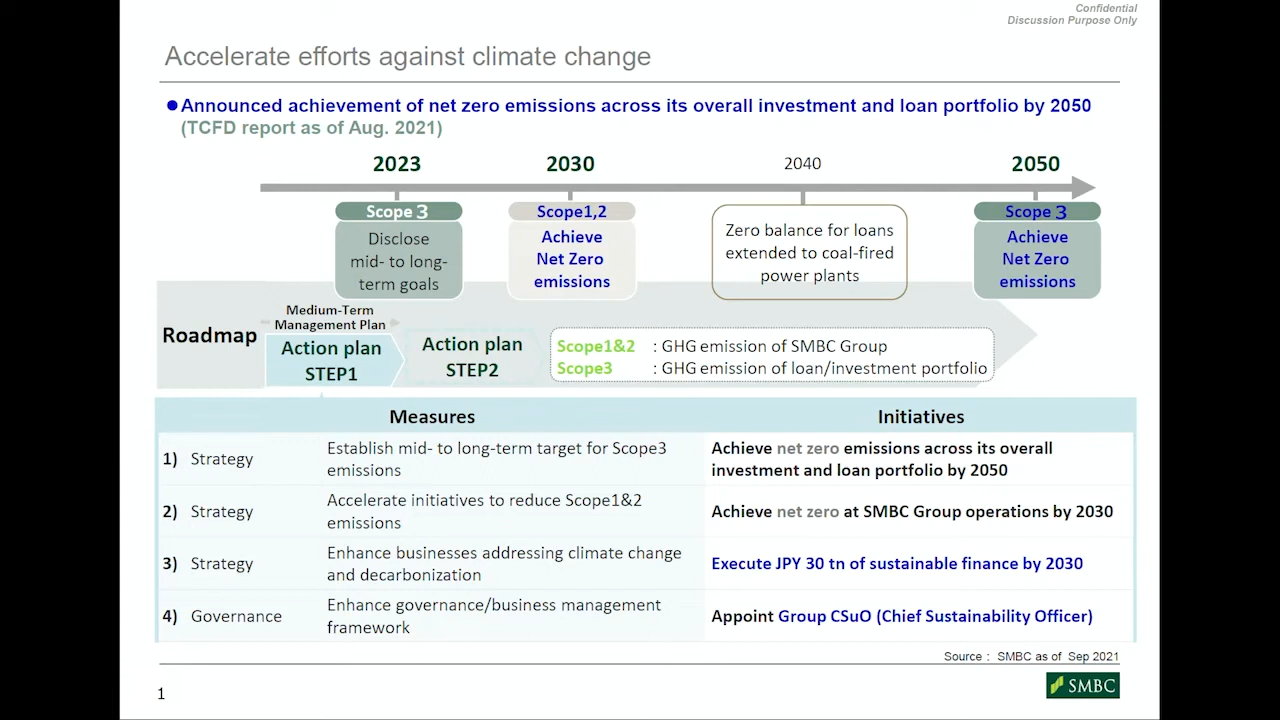 Confidential
Discussion Purpose Only
Accelerate efforts against climate change
●Announced achievement of net zero emissions across its overall investment and loan portfolio by 2050
(TCFD report as of Aug. 2021)
2023
2030
2040
2050
Scope 3
Disclose
mid- to long-
term goals
Scope1,2
Achieve
Net Zero
emissions
Zero balance for loans
extended to coal-fired
power plants
Scope 3
Achieve
Net Zero
emissions
Roadmap
Medium-Term
Management Plan
Action plan
STEP1
Action plan
STEP2
Scope1&2 : GHG emission of SMBC Group
Scope3 : GHG emission of loan/investment portfolio
Measures
Initiatives
1) Strategy
Establish mid- to long-term target for Scope3
emissions
Achieve net zero emissions across its overall
investment and loan portfolio by 2050
2) Strategy
Accelerate initiatives to reduce Scope1&2
emissions
Achieve net zero at SMBC Group operations by 2030
3) Strategy
Enhance businesses addressing climate change
and decarbonization
Execute JPY 30 tn of sustainable finance by 2030
4) Governance
Enhance governance/business management
framework
Appoint Group CSuO (Chief Sustainability Officer)
Source : SMBC as of Sep 2021
1
SMBC